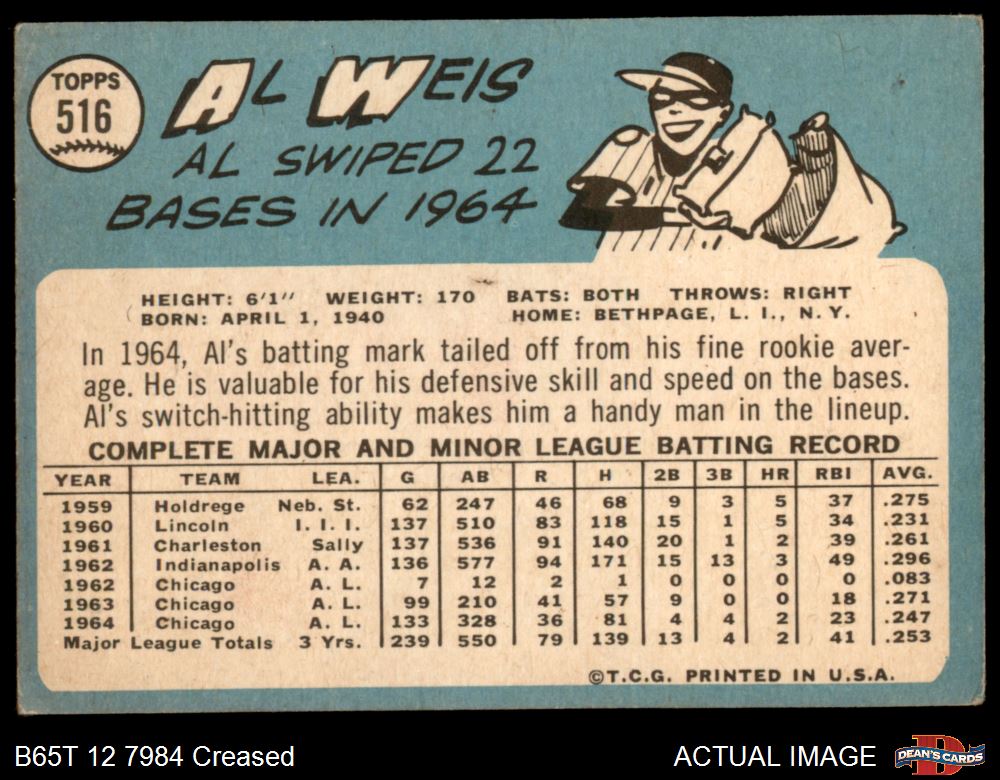 TOPPS
516
AL WEIS
AL SWIPED 22
BASES IN 1964
HEIGHT: 6'1" WEIGHT: 170 BATS: BOTH THROWS: RIGHT
BORN: APRIL 1, 1940 HOME: BETHPAGE, L. I., N. Y.
In 1964, Al's batting mark tailed off from his fine rookie aver-
age. He is valuable for his defensive skill and speed on the bases.
Al's switch-hitting ability makes him a handy man in the lineup.
COMPLETE MAJOR AND MINOR LEAGUE BATTING RECORD
YEAR TEAM LEA. G AB R H 2B 3B HR RBI AVG.
1959 Holdrege Neb. St. 62 247 46 68 9 3 5 37 .275
1960 Lincoln I. I. I. 137 510 83 118 15 1 5 34 .231
1961 Charleston Sally 137 536 91 140 20 1 2 39 .261
1962 Indianapolis A. A. 136 577 94 171 15 13 3 49 .296
1962 Chicago A. L. 7 12 2 1 0 0 0 0 .083
1963 Chicago A. L. 99 210 41 57 9 0 0 18 .271
1964 Chicago A. L. 133 328 36 81 4 4 2 23 .247
Major League Totals 3 Yrs. 239 550 79 139 13 4 2 41 .253
©T.C.G. PRINTED IN U.S.A.
B65T 12 7984 Creased ACTUAL IMAGE
DEAN'S CARDS